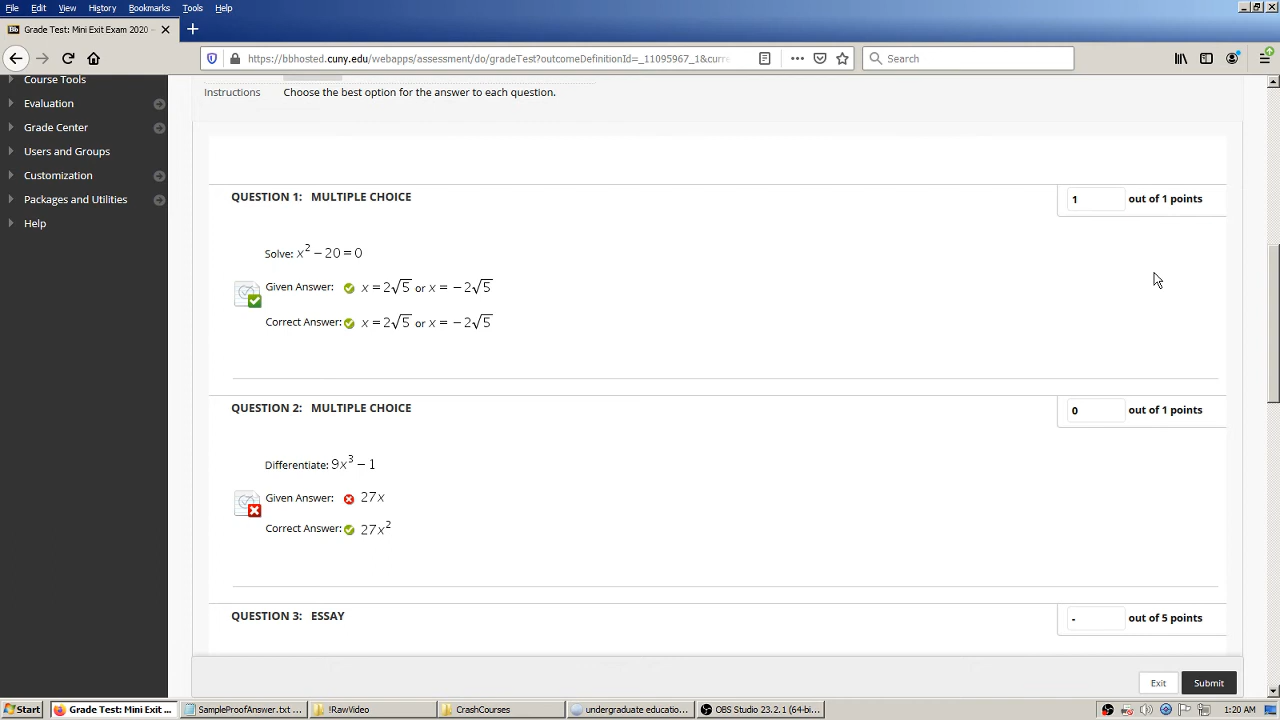 File Edit View History Bookmarks Tools Help
Bb Grade Test: Mini Exit Exam 2020 –
https://bbhosted.cuny.edu/webapps/assessment/do/gradeTest?outcomeDefinitionId=_11095967_1&curre
Search
Course Tools
Evaluation
Grade Center
Users and Groups
Customization
Packages and Utilities
Help
Instructions Choose the best option for the answer to each question.
QUESTION 1: MULTIPLE CHOICE
1 out of 1 points
Solve: x² − 20 = 0
Given Answer: x = 2√5 or x = −2√5
Correct Answer: x = 2√5 or x = −2√5
QUESTION 2: MULTIPLE CHOICE
0 out of 1 points
Differentiate: 9x³ − 1
Given Answer: 27x
Correct Answer: 27x²
QUESTION 3: ESSAY
- out of 5 points
Exit Submit
Start Grade Test: Mini Exit ... SampleProofAnswer.txt ... !RawVideo CrashCourses undergraduate educatio... OBS Studio 23.2.1 (64-bi... 1:20 AM